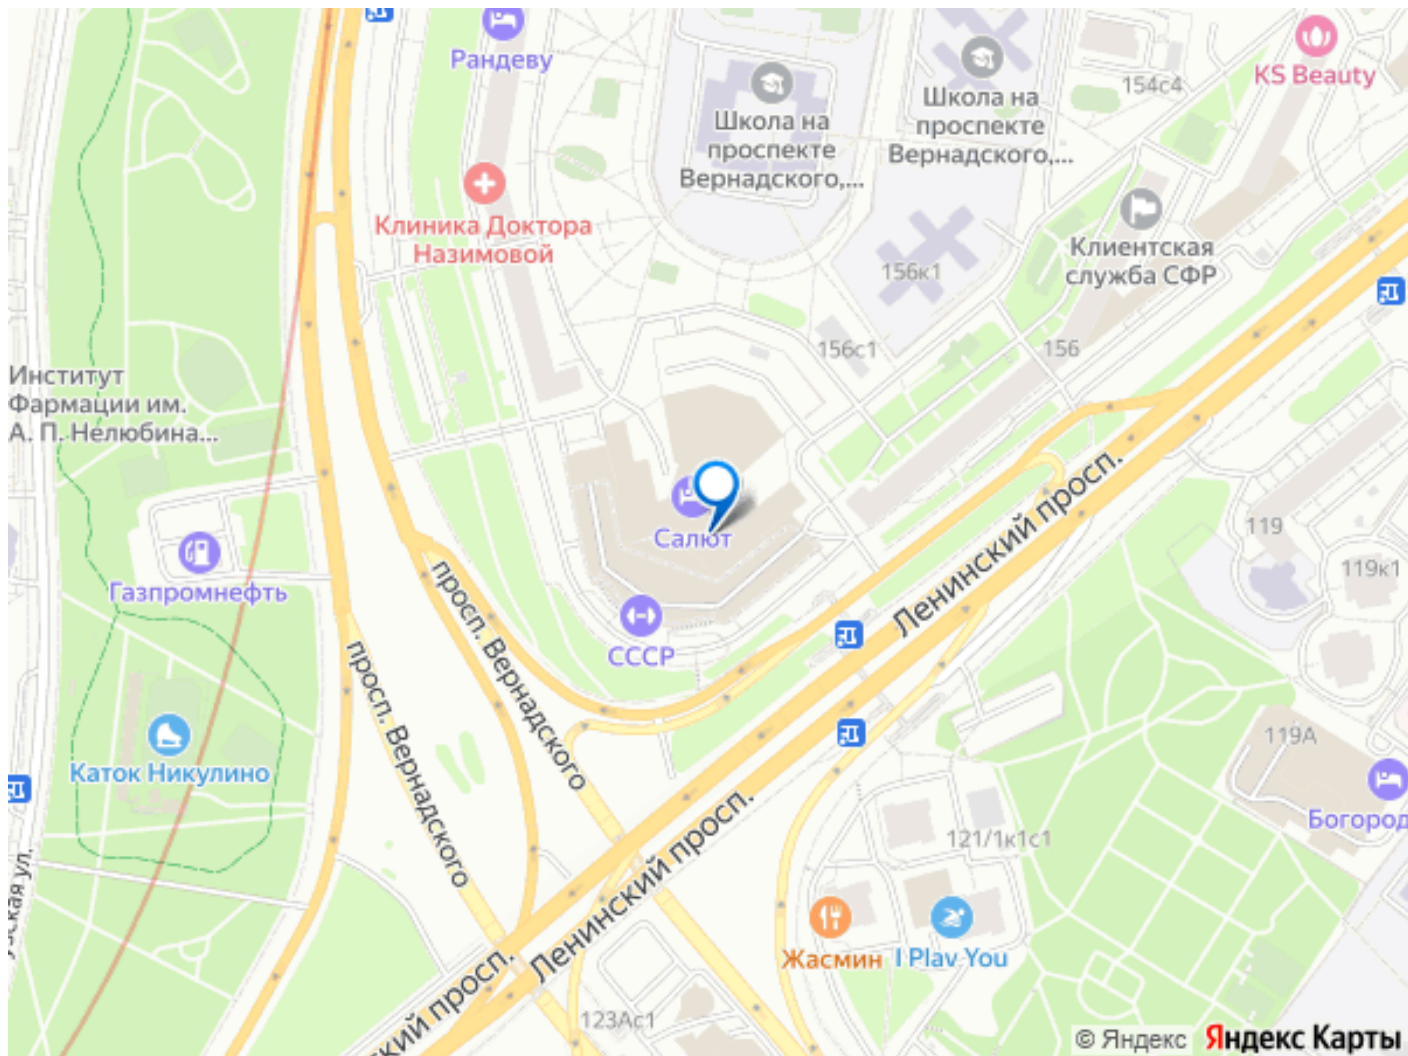 Рандеву
KS Beauty
154с4
Школа на
проспекте
Вернадского,...
Школа на
проспекте
Вернадского,...
Клиника Доктора
Назимовой
Клиентская
служба СФР
156к1
156с1
156
Институт
Фармации им.
А. П. Нелюбина...
Салют
Ленинский просп.
119
119к1
Газпромнефть
просп. Вернадского
СССР
просп. Вернадского
119А
Каток Никулино
Богород
Ленинский просп.
121/1к1с1
Жасмин
I Play You
ский просп.
123Ас1
© Яндекс
Яндекс Карты